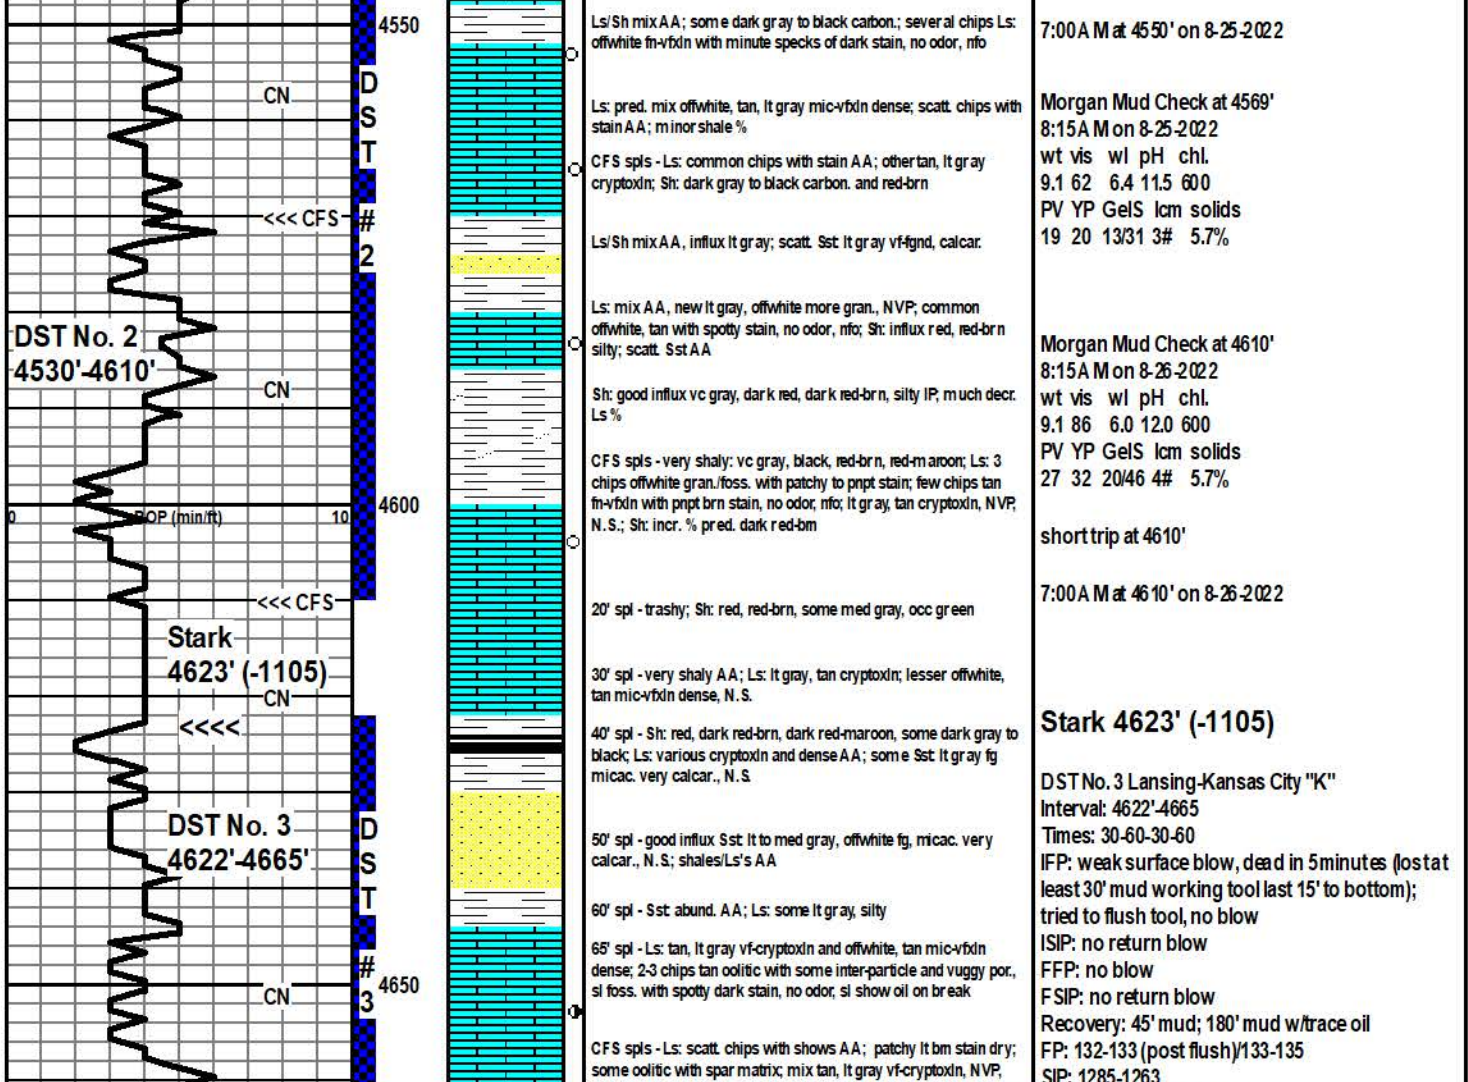 4550
CN
<<< CFS
DST No. 2
4530'-4610'
CN
0 ROP (min/ft) 10
4600
<<< CFS
Stark
4623' (-1105)
CN
<<<<
DST No. 3
4622'-4665'
4650
CN
D
S
T
#
2
D
S
T
#
3
Ls/Sh mix AA; some dark gray to black carbon.; several chips Ls:
offwhite fn-vfxln with minute specks of dark stain, no odor, nfo
Ls: pred. mix offwhite, tan, lt gray mic-vfxln dense; scatt. chips with
stain AA; minor shale %
CFS spls - Ls: common chips with stain AA; other tan, lt gray
cryptoxln; Sh: dark gray to black carbon. and red-brn
Ls/Sh mix AA, influx lt gray; scatt. Sst: lt gray vf-fgnd, calcar.
Ls: mix AA, new lt gray, offwhite more gran., NVP; common
offwhite, tan with spotty stain, no odor, nfo; Sh: influx red, red-brn
silty; scatt. Sst AA
Sh: good influx vc gray, dark red, dark red-brn, silty IP; much decr.
Ls %
CFS spls - very shaly: vc gray, black, red-brn, red-maroon; Ls: 3
chips offwhite gran./foss. with patchy to pnpt stain; few chips tan
fn-vfxln with pnpt brn stain, no odor, nfo; lt gray, tan cryptoxln, NVP,
N.S.; Sh: incr. % pred. dark red-brn
20' spl - trashy; Sh: red, red-brn, some med gray, occ green
30' spl - very shaly AA; Ls: lt gray, tan cryptoxln; lesser offwhite,
tan mic-vfxln dense, N.S.
40' spl - Sh: red, dark red-brn, dark red-maroon, some dark gray to
black; Ls: various cryptoxln and dense AA; some Sst: lt gray fg
micac. very calcar., N.S.
50' spl - good influx Sst: lt to med gray, offwhite fg, micac. very
calcar., N.S.; shales/Ls's AA
60' spl - Sst: abund. AA; Ls: some lt gray, silty
65' spl - Ls: tan, lt gray vf-cryptoxln and offwhite, tan mic-vfxln
dense; 2-3 chips tan oolitic with some inter-particle and vuggy por.,
sl foss. with spotty dark stain, no odor, sl show oil on break
CFS spls - Ls: scatt. chips with shows AA; patchy lt brn stain dry;
some oolitic with spar matrix; mix tan, lt gray vf-cryptoxln, NVP,
7:00AM at 4550' on 8-25-2022
Morgan Mud Check at 4569'
8:15AM on 8-25-2022
wt vis wl pH chl.
9.1 62 6.4 11.5 600
PV YP GelS lcm solids
19 20 13/31 3# 5.7%
Morgan Mud Check at 4610'
8:15AM on 8-26-2022
wt vis wl pH chl.
9.1 86 6.0 12.0 600
PV YP GelS lcm solids
27 32 20/46 4# 5.7%
short trip at 4610'
7:00AM at 4610' on 8-26-2022
Stark 4623' (-1105)
DST No. 3 Lansing-Kansas City "K"
Interval: 4622'-4665
Times: 30-60-30-60
IFP: weak surface blow, dead in 5minutes (lost at
least 30' mud working tool last 15' to bottom);
tried to flush tool, no blow
ISIP: no return blow
FFP: no blow
FSIP: no return blow
Recovery: 45' mud; 180' mud w/trace oil
FP: 132-133 (post flush)/133-135
SIP: 1285-1263